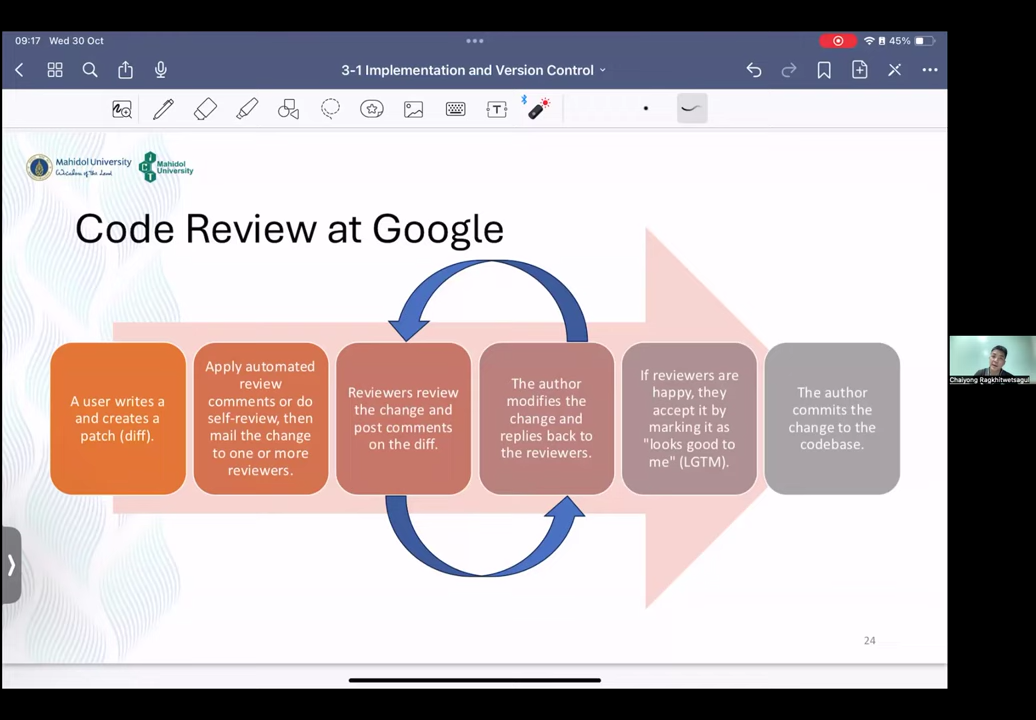 09:17 Wed 30 Oct
45%
3-1 Implementation and Version Control
T
Mahidol University
Wisdom of the Land
Mahidol
University
Code Review at Google
A user writes a
and creates a
patch (diff).
Apply automated
review
comments or do
self-review, then
mail the change
to one or more
reviewers.
Reviewers review
the change and
post comments
on the diff.
The author
modifies the
change and
replies back to
the reviewers.
If reviewers are
happy, they
accept it by
marking it as
"looks good to
me" (LGTM).
The author
commits the
change to the
codebase.
24
Chaiyong Ragkhitwetsagul